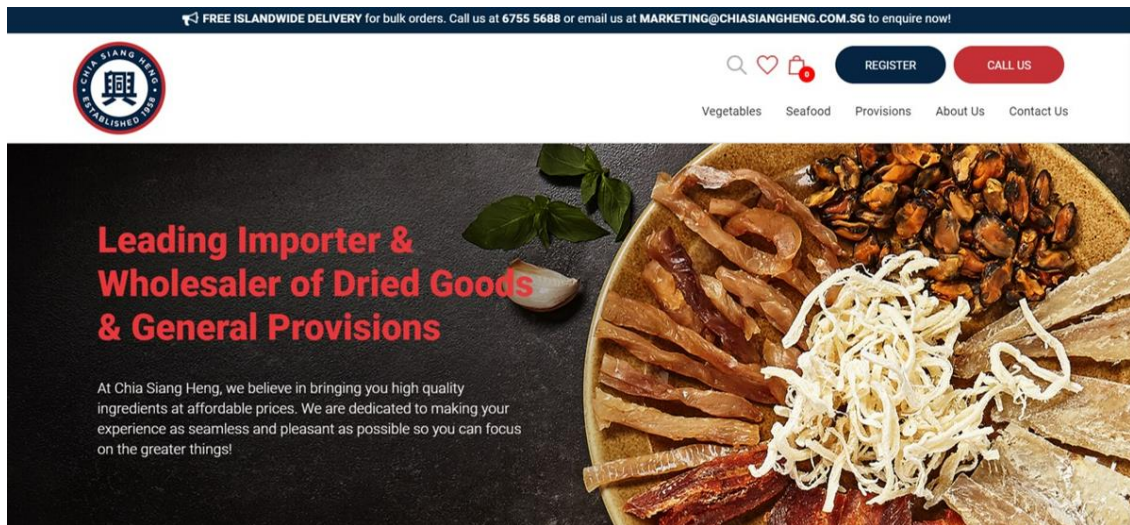 FREE ISLANDWIDE DELIVERY for bulk orders. Call us at 6755 5688 or email us at MARKETING@CHIASIANGHENG.COM.SG to enquire now!
CHIA SIANG HENG
興
ESTABLISHED 1958
0
REGISTER
CALL US
Vegetables
Seafood
Provisions
About Us
Contact Us
Leading Importer &
Wholesaler of Dried Goods
& General Provisions
At Chia Siang Heng, we believe in bringing you high quality
ingredients at affordable prices. We are dedicated to making your
experience as seamless and pleasant as possible so you can focus
on the greater things!